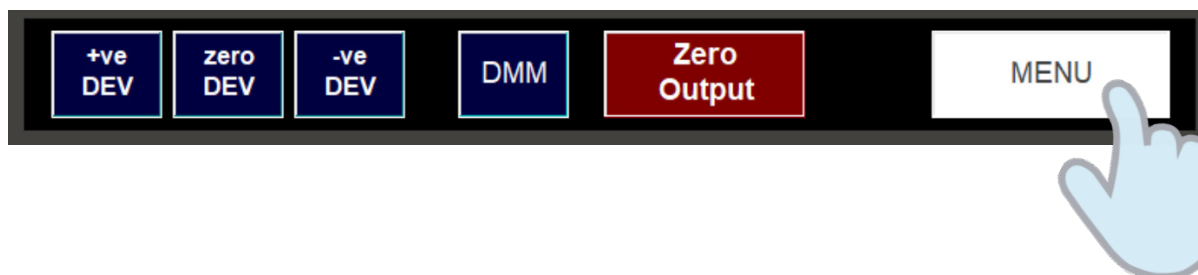 +ve
DEV
zero
DEV
-ve
DEV
DMM
Zero
Output
MENU